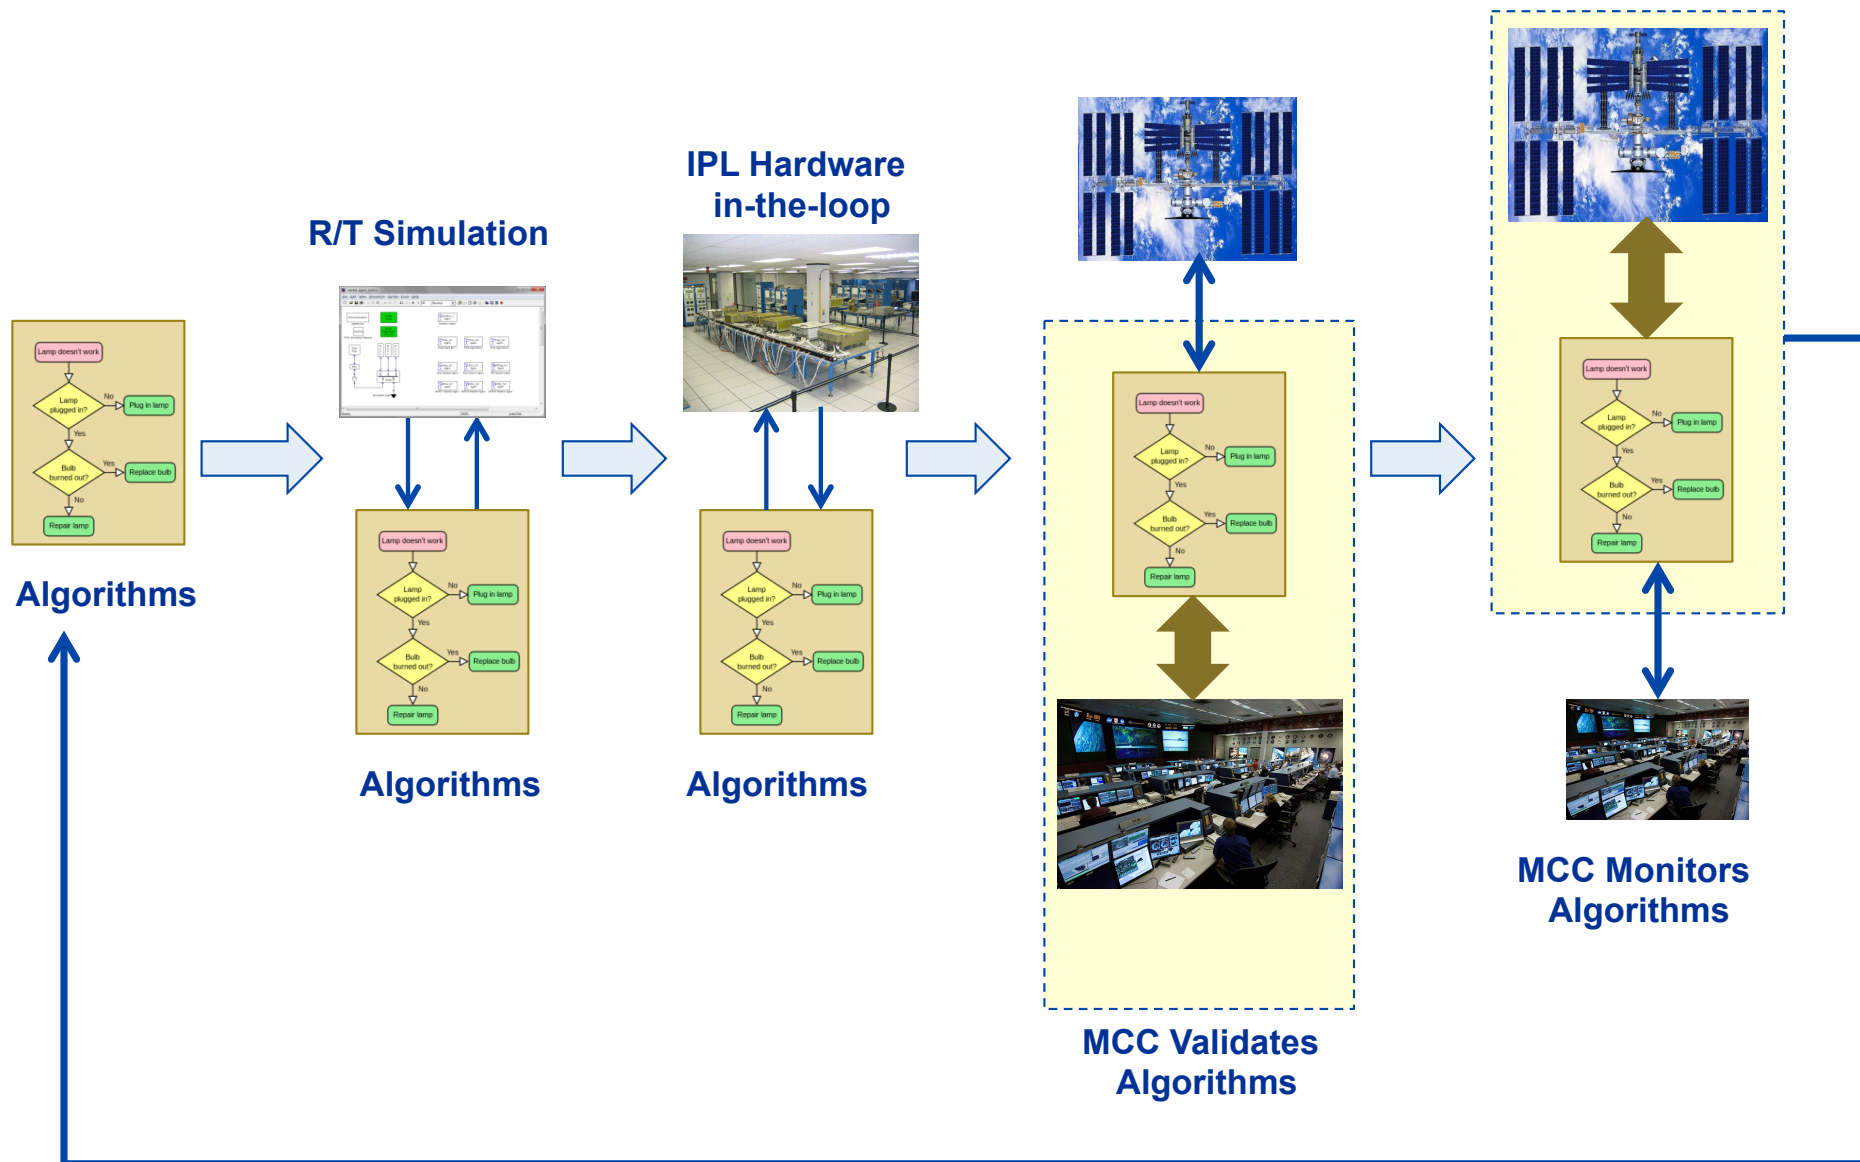 Lamp doesn't work
Lamp
plugged in?
No
Plug in lamp
Yes
Bulb
burned out?
Yes
Replace bulb
No
Repair lamp
Algorithms
R/T Simulation
Lamp doesn't work
Lamp
plugged in?
No
Plug in lamp
Yes
Bulb
burned out?
Yes
Replace bulb
No
Repair lamp
Algorithms
IPL Hardware
in-the-loop
Lamp doesn't work
Lamp
plugged in?
No
Plug in lamp
Yes
Bulb
burned out?
Yes
Replace bulb
No
Repair lamp
Algorithms
Lamp doesn't work
Lamp
plugged in?
No
Plug in lamp
Yes
Bulb
burned out?
Yes
Replace bulb
No
Repair lamp
MCC Validates
Algorithms
Lamp doesn't work
Lamp
plugged in?
No
Plug in lamp
Yes
Bulb
burned out?
Yes
Replace bulb
No
Repair lamp
MCC Monitors
Algorithms